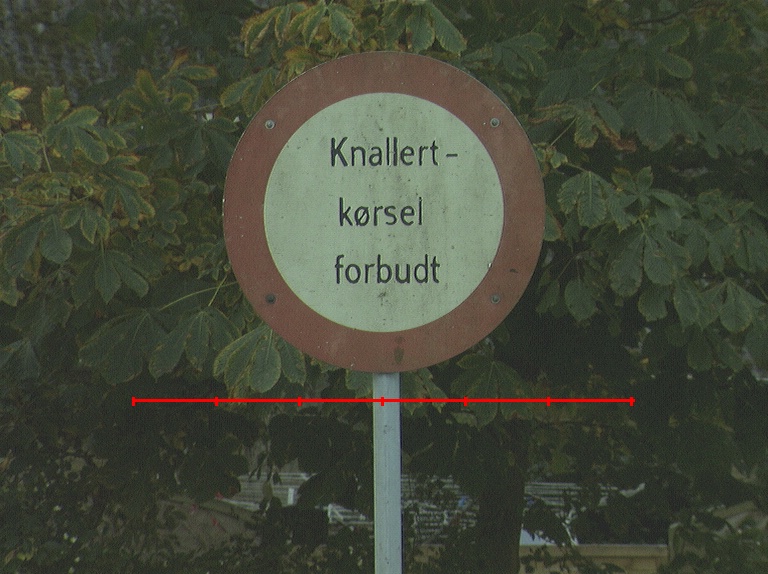 Knallert-
kørsel
forbudt